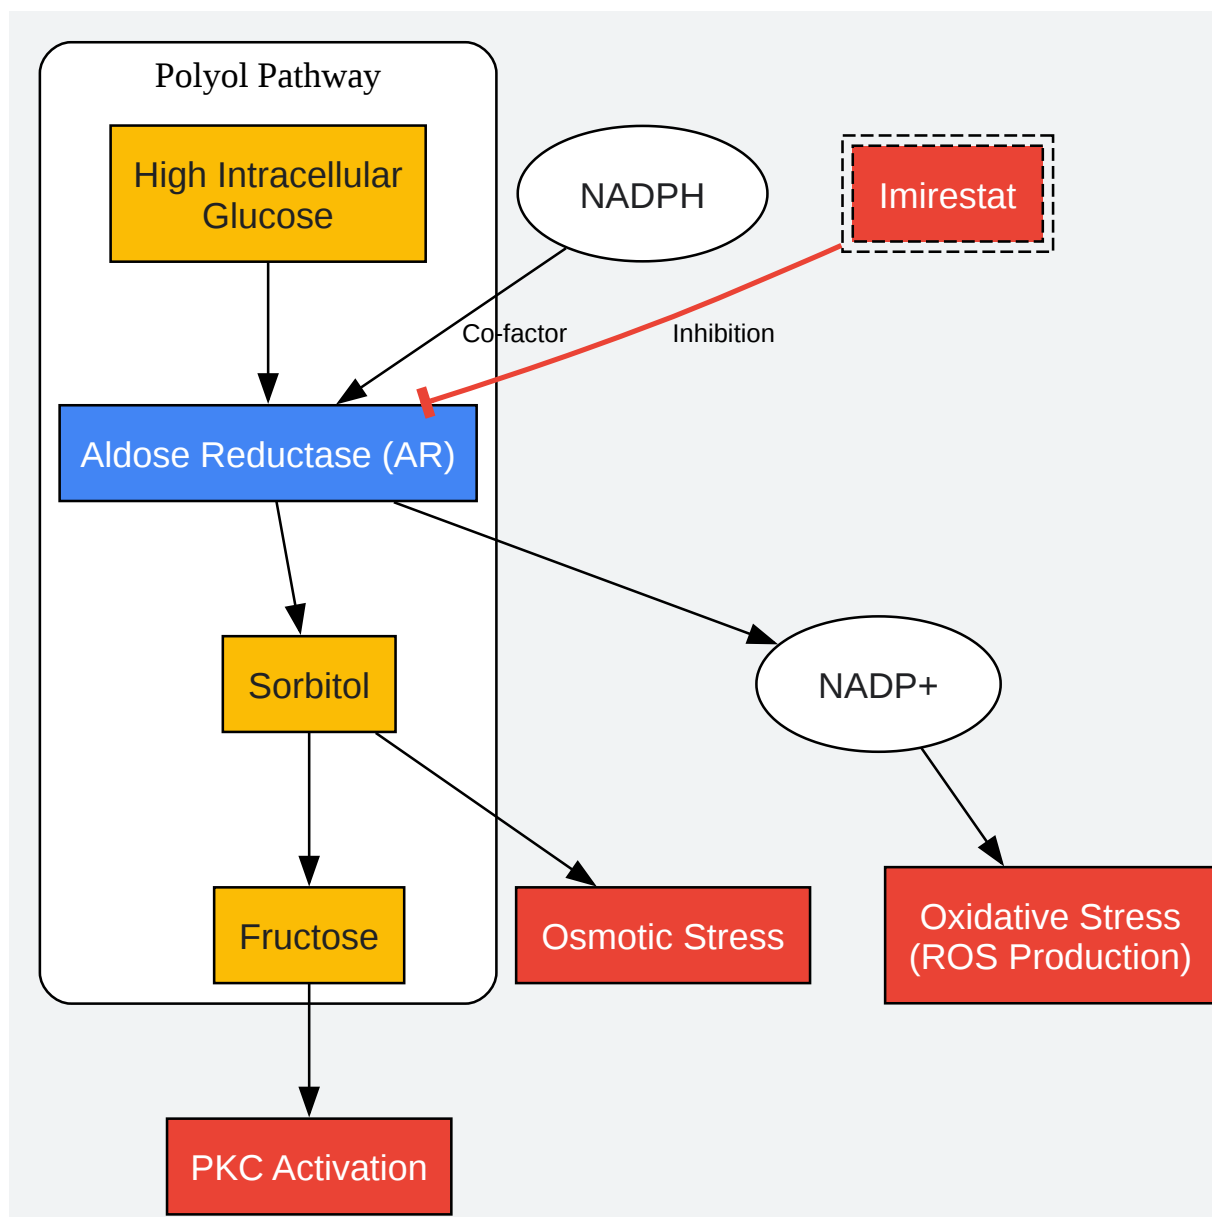 Polyol Pathway
High Intracellular
Glucose
NADPH
Imirestat
Co-factor
Inhibition
Aldose Reductase (AR)
Sorbitol
NADP+
Fructose
Osmotic Stress
Oxidative Stress
(ROS Production)
PKC Activation